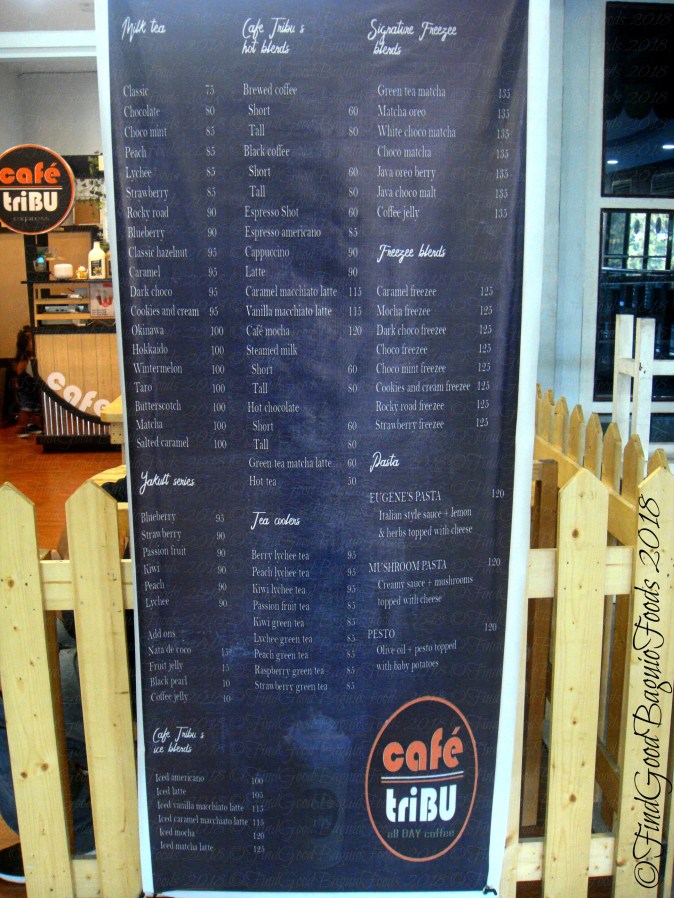 Milk tea
Classic 75
Chocolate 80
Choco mint 85
Peach 85
Lychee 85
Strawberry 85
Rocky road 90
Blueberry 90
Classic hazelnut 95
Caramel 95
Dark choco 95
Cookies and cream 95
Okinawa 100
Hokkaido 100
Wintermelon 100
Taro 100
Butterscotch 100
Matcha 100
Salted caramel 100
Yakult series
Blueberry 95
Strawberry 90
Passion fruit 90
Kiwi 90
Peach 90
Lychee 90
Add ons
Nata de coco 15
Fruit jelly 15
Black pearl 10
Coffee jelly 10
Cafe Tribu s
ice blends
Iced americano 100
Iced latte 105
Iced vanilla macchiato latte 115
Iced caramel macchiato latte 115
Iced mocha 120
Iced matcha latte 125
Cafe Tribu s
hot blends
Brewed coffee
Short 60
Tall 80
Black coffee
Short 60
Tall 80
Espresso Shot 60
Espresso americano 85
Cappuccino 90
Latte 90
Caramel macchiato latte 115
Vanilla macchiato latte 115
Café mocha 120
Steamed milk
Short 60
Tall 80
Hot chocolate
Short 60
Tall 80
Green tea matcha latte 60
Hot tea 50
Tea coolers
Berry lychee tea 95
Peach lychee tea 95
Kiwi lychee tea 95
Passion fruit tea 85
Kiwi green tea 85
Lychee green tea 85
Peach green tea 85
Raspberry green tea 85
Strawberry green tea 85
Signature Freezee
blends
Green tea matcha 135
Matcha oreo 135
White choco matcha 135
Choco matcha 135
Java oreo berry 135
Java choco malt 135
Coffee jelly 135
Freezee blends
Caramel freezee 125
Mocha freezee 125
Dark choco freezee 125
Choco freezee 125
Choco mint freezee 125
Cookies and cream freezee 125
Rocky road freezee 125
Strawberry freezee 125
Pasta
EUGENE'S PASTA 120
Italian style sauce + lemon
& herbs topped with cheese
MUSHROOM PASTA 120
Creamy sauce + mushrooms
topped with cheese
PESTO 120
Olive oil + pesto topped
with baby potatoes
café
triBU
all DAY coffee
café
triBU
express
cafe
©FindGoodBaguioFoods 2018